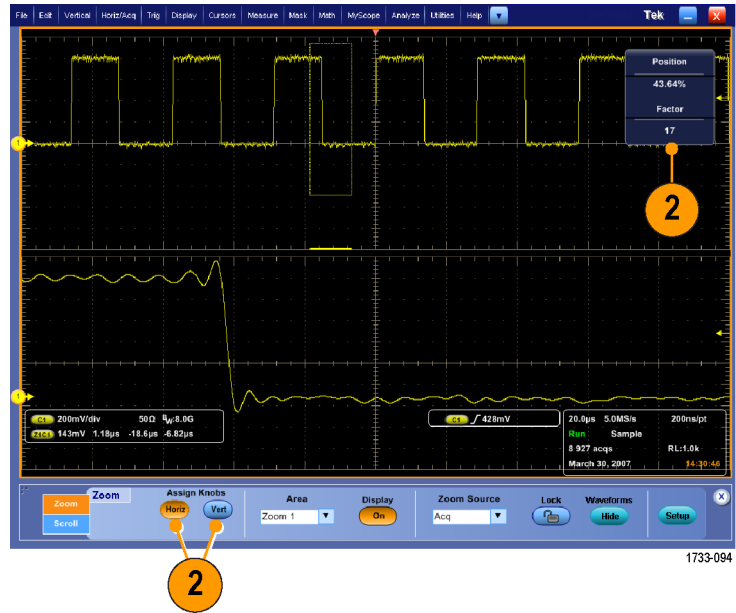 File Edit Vertical Horiz/Acq Trig Display Cursors Measure Mask Math MyScope Analyze Utilities Help Tek X
Position
43.64%
Factor
17
1
2
1
C1 200mV/div 50Ω BW:8.0G
Z1C1 143mV 1.18µs -18.6µs -6.82µs
C1 428mV
20.0µs 5.0MS/s 200ns/pt
Run Sample
8 927 acqs RL:1.0k
March 30, 2007 14:30:46
Zoom
Scroll
Zoom
Assign Knobs
Horiz Vert
Area
Zoom 1
Display
On
Zoom Source
Acq
Lock
Waveforms
Hide
Setup
X
2
1733-094